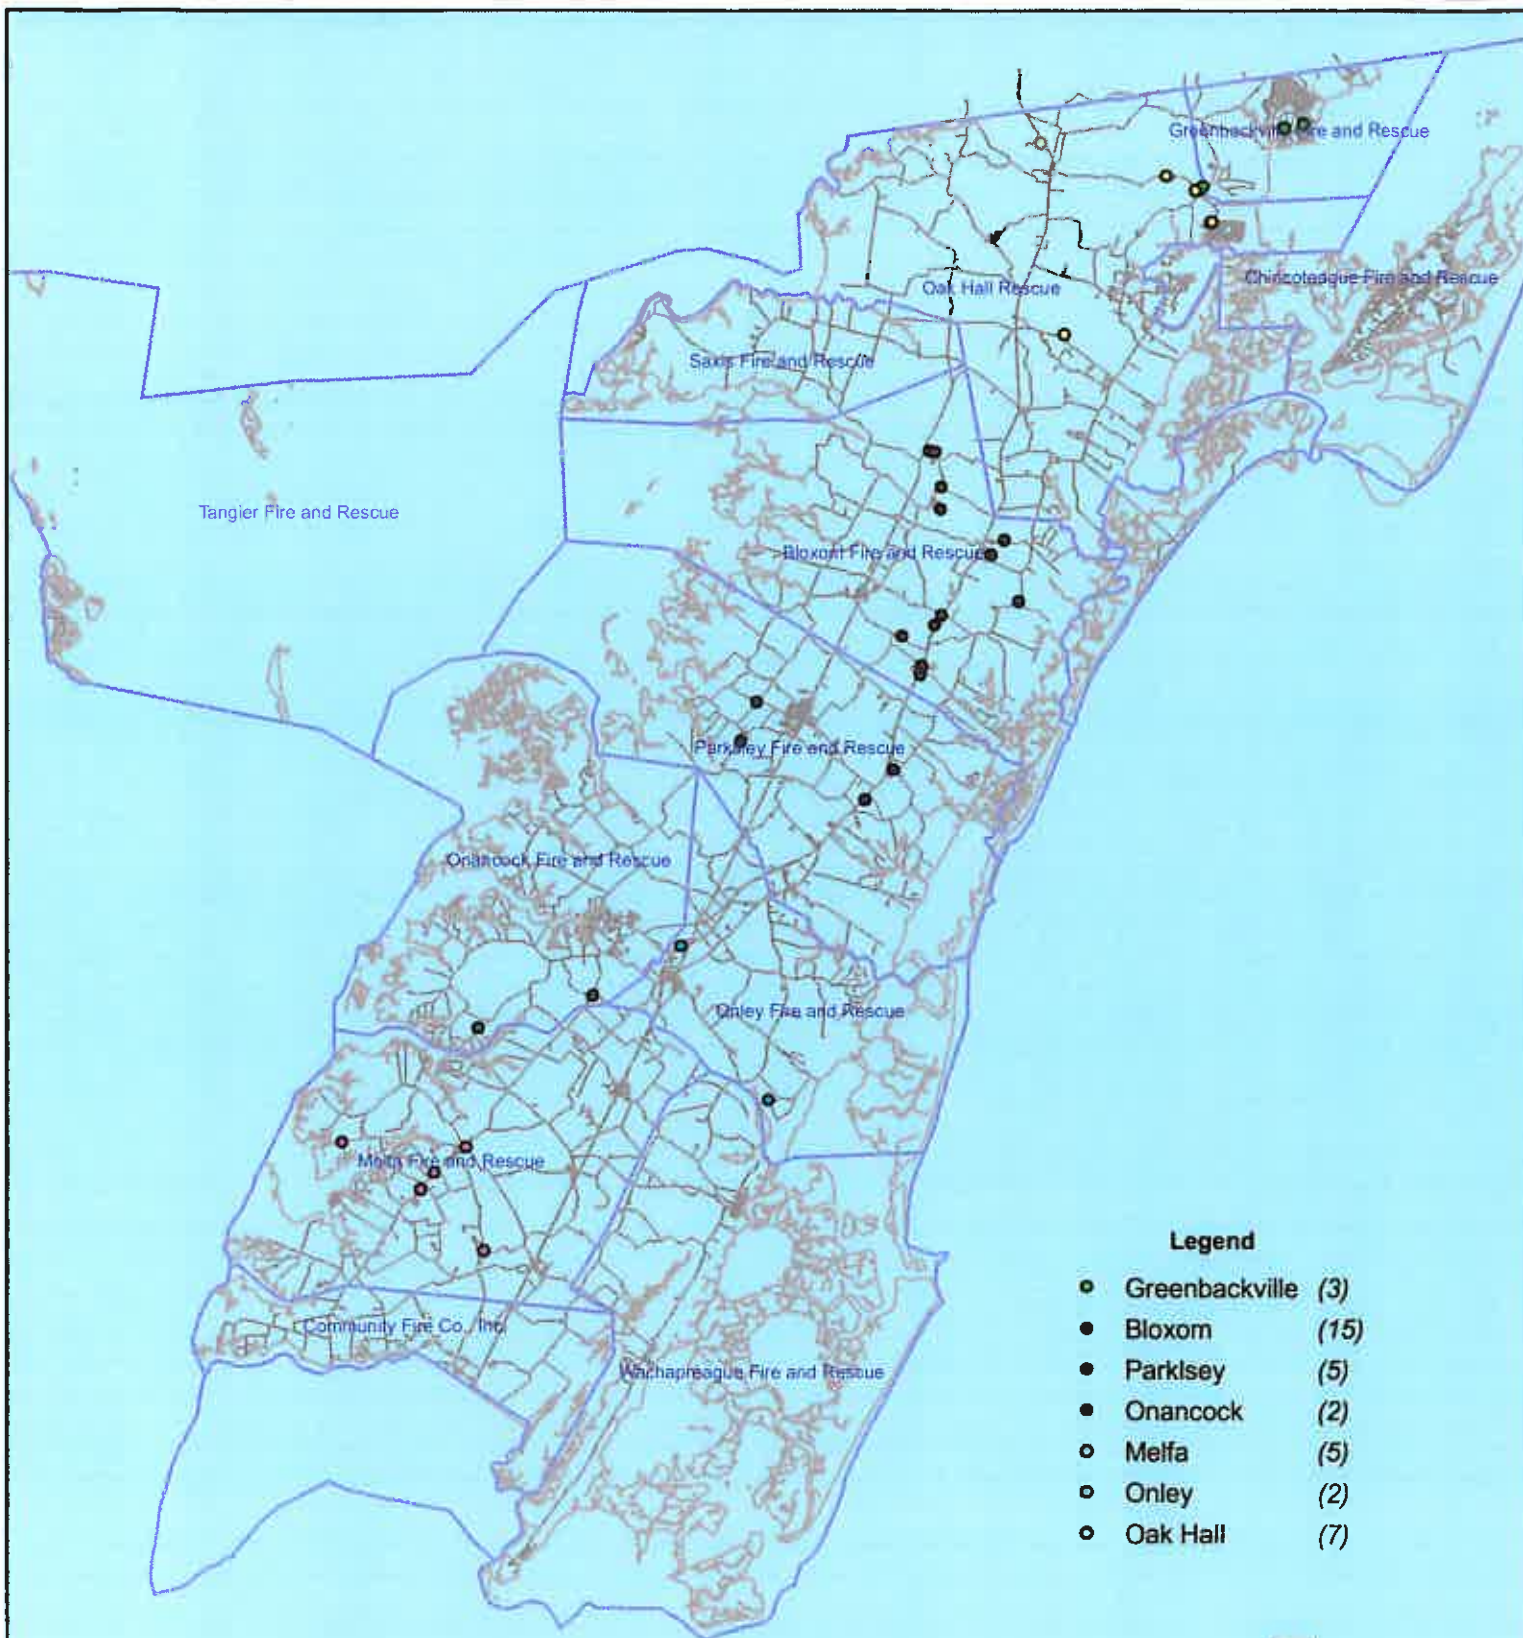 Greenbackville Fire and Rescue
Chincoteague Fire and Rescue
Oak Hall Rescue
Saxis Fire and Rescue
Tangier Fire and Rescue
Bloxom Fire and Rescue
Parksley Fire and Rescue
Onancock Fire and Rescue
Onley Fire and Rescue
Melfa Fire and Rescue
Community Fire Co., Inc.
Wachapreague Fire and Rescue
Legend
Greenbackville (3)
Bloxom (15)
Parklsey (5)
Onancock (2)
Melfa (5)
Onley (2)
Oak Hall (7)